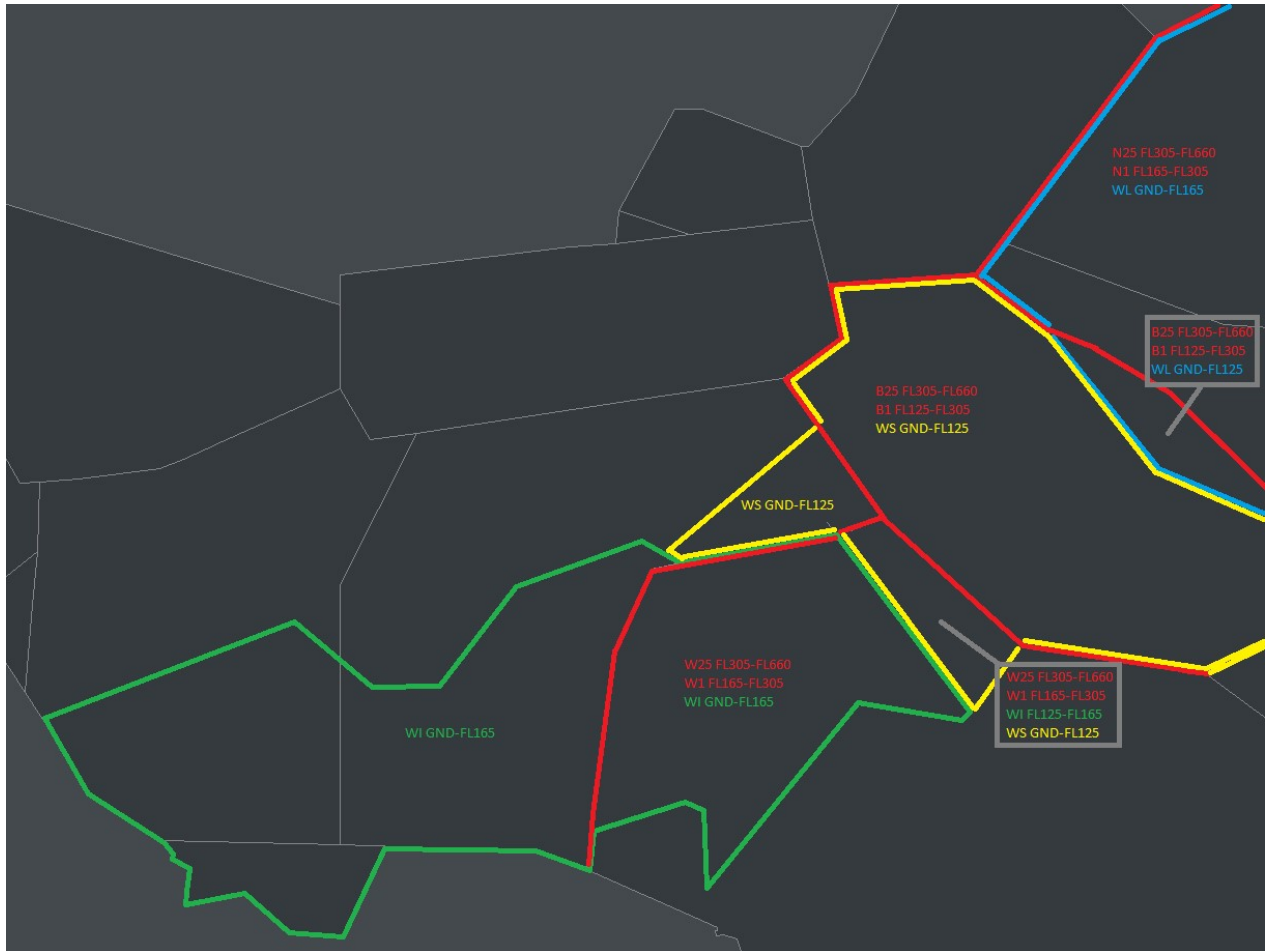 N25 FL305-FL660
N1 FL165-FL305
WL GND-FL165
B25 FL305-FL660
B1 FL125-FL305
WL GND-FL125
B25 FL305-FL660
B1 FL125-FL305
WS GND-FL125
WS GND-FL125
W25 FL305-FL660
W1 FL165-FL305
WI GND-FL165
W25 FL305-FL660
W1 FL165-FL305
WI FL125-FL165
WS GND-FL125
WI GND-FL165